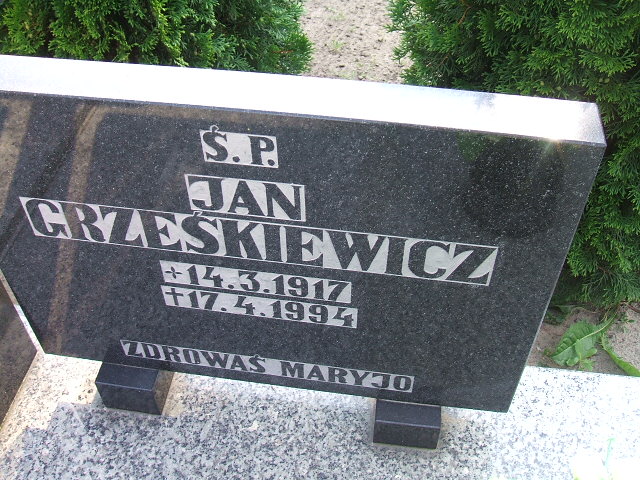 Ś.P.
JAN
GRZEŚKIEWICZ
+14.3.1917
†17.4.1994
ZDROWAŚ MARYJO